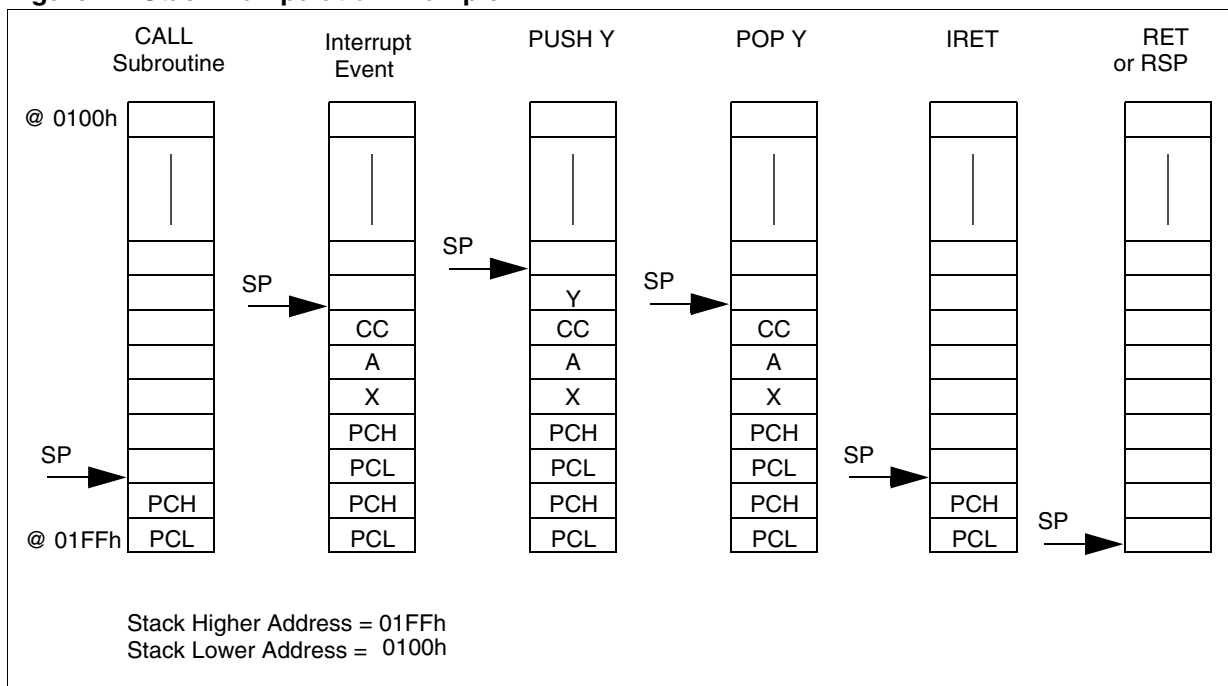 CALL
Subroutine
Interrupt
Event
PUSH Y
POP Y
IRET
RET
or RSP
@ 0100h
SP
SP
SP
Y
CC
CC
CC
A
A
A
X
X
X
PCH
PCH
PCH
SP
PCL
PCL
PCL
SP
PCH
PCH
PCH
PCH
PCH
SP
@ 01FFh
PCL
PCL
PCL
PCL
PCL
Stack Higher Address = 01FFh
Stack Lower Address = 0100h